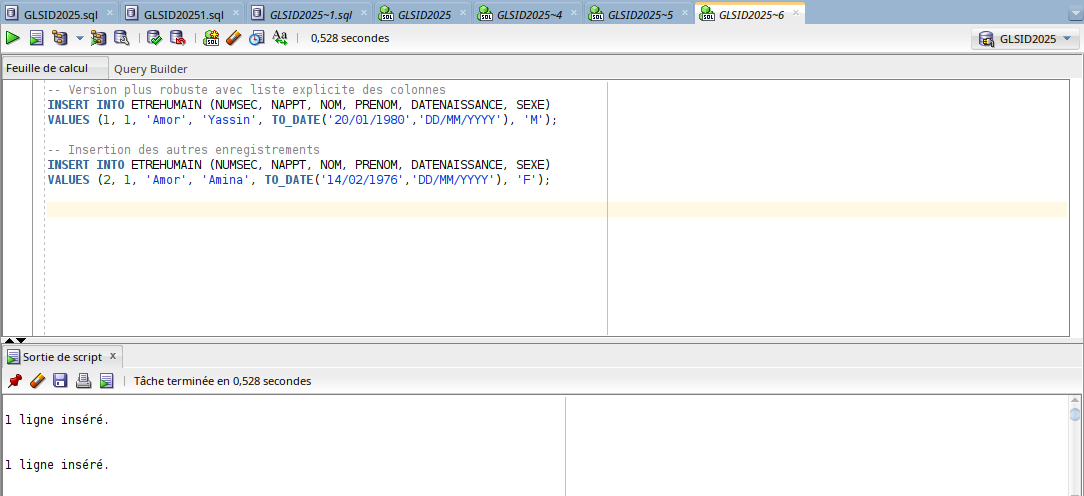 GLSID2025.sql
GLSID20251.sql
GLSID2025~1.sql
GLSID2025
GLSID2025~4
GLSID2025~5
GLSID2025~6
0,528 secondes
GLSID2025
Feuille de calcul
Query Builder
-- Version plus robuste avec liste explicite des colonnes
INSERT INTO ETREHUMAIN (NUMSEC, NAPPT, NOM, PRENOM, DATENAISSANCE, SEXE)
VALUES (1, 1, 'Amor', 'Yassin', TO_DATE('20/01/1980','DD/MM/YYYY'), 'M');
-- Insertion des autres enregistrements
INSERT INTO ETREHUMAIN (NUMSEC, NAPPT, NOM, PRENOM, DATENAISSANCE, SEXE)
VALUES (2, 1, 'Amor', 'Amina', TO_DATE('14/02/1976','DD/MM/YYYY'), 'F');
Sortie de script x
Tâche terminée en 0,528 secondes
1 ligne inséré.
1 ligne inséré.